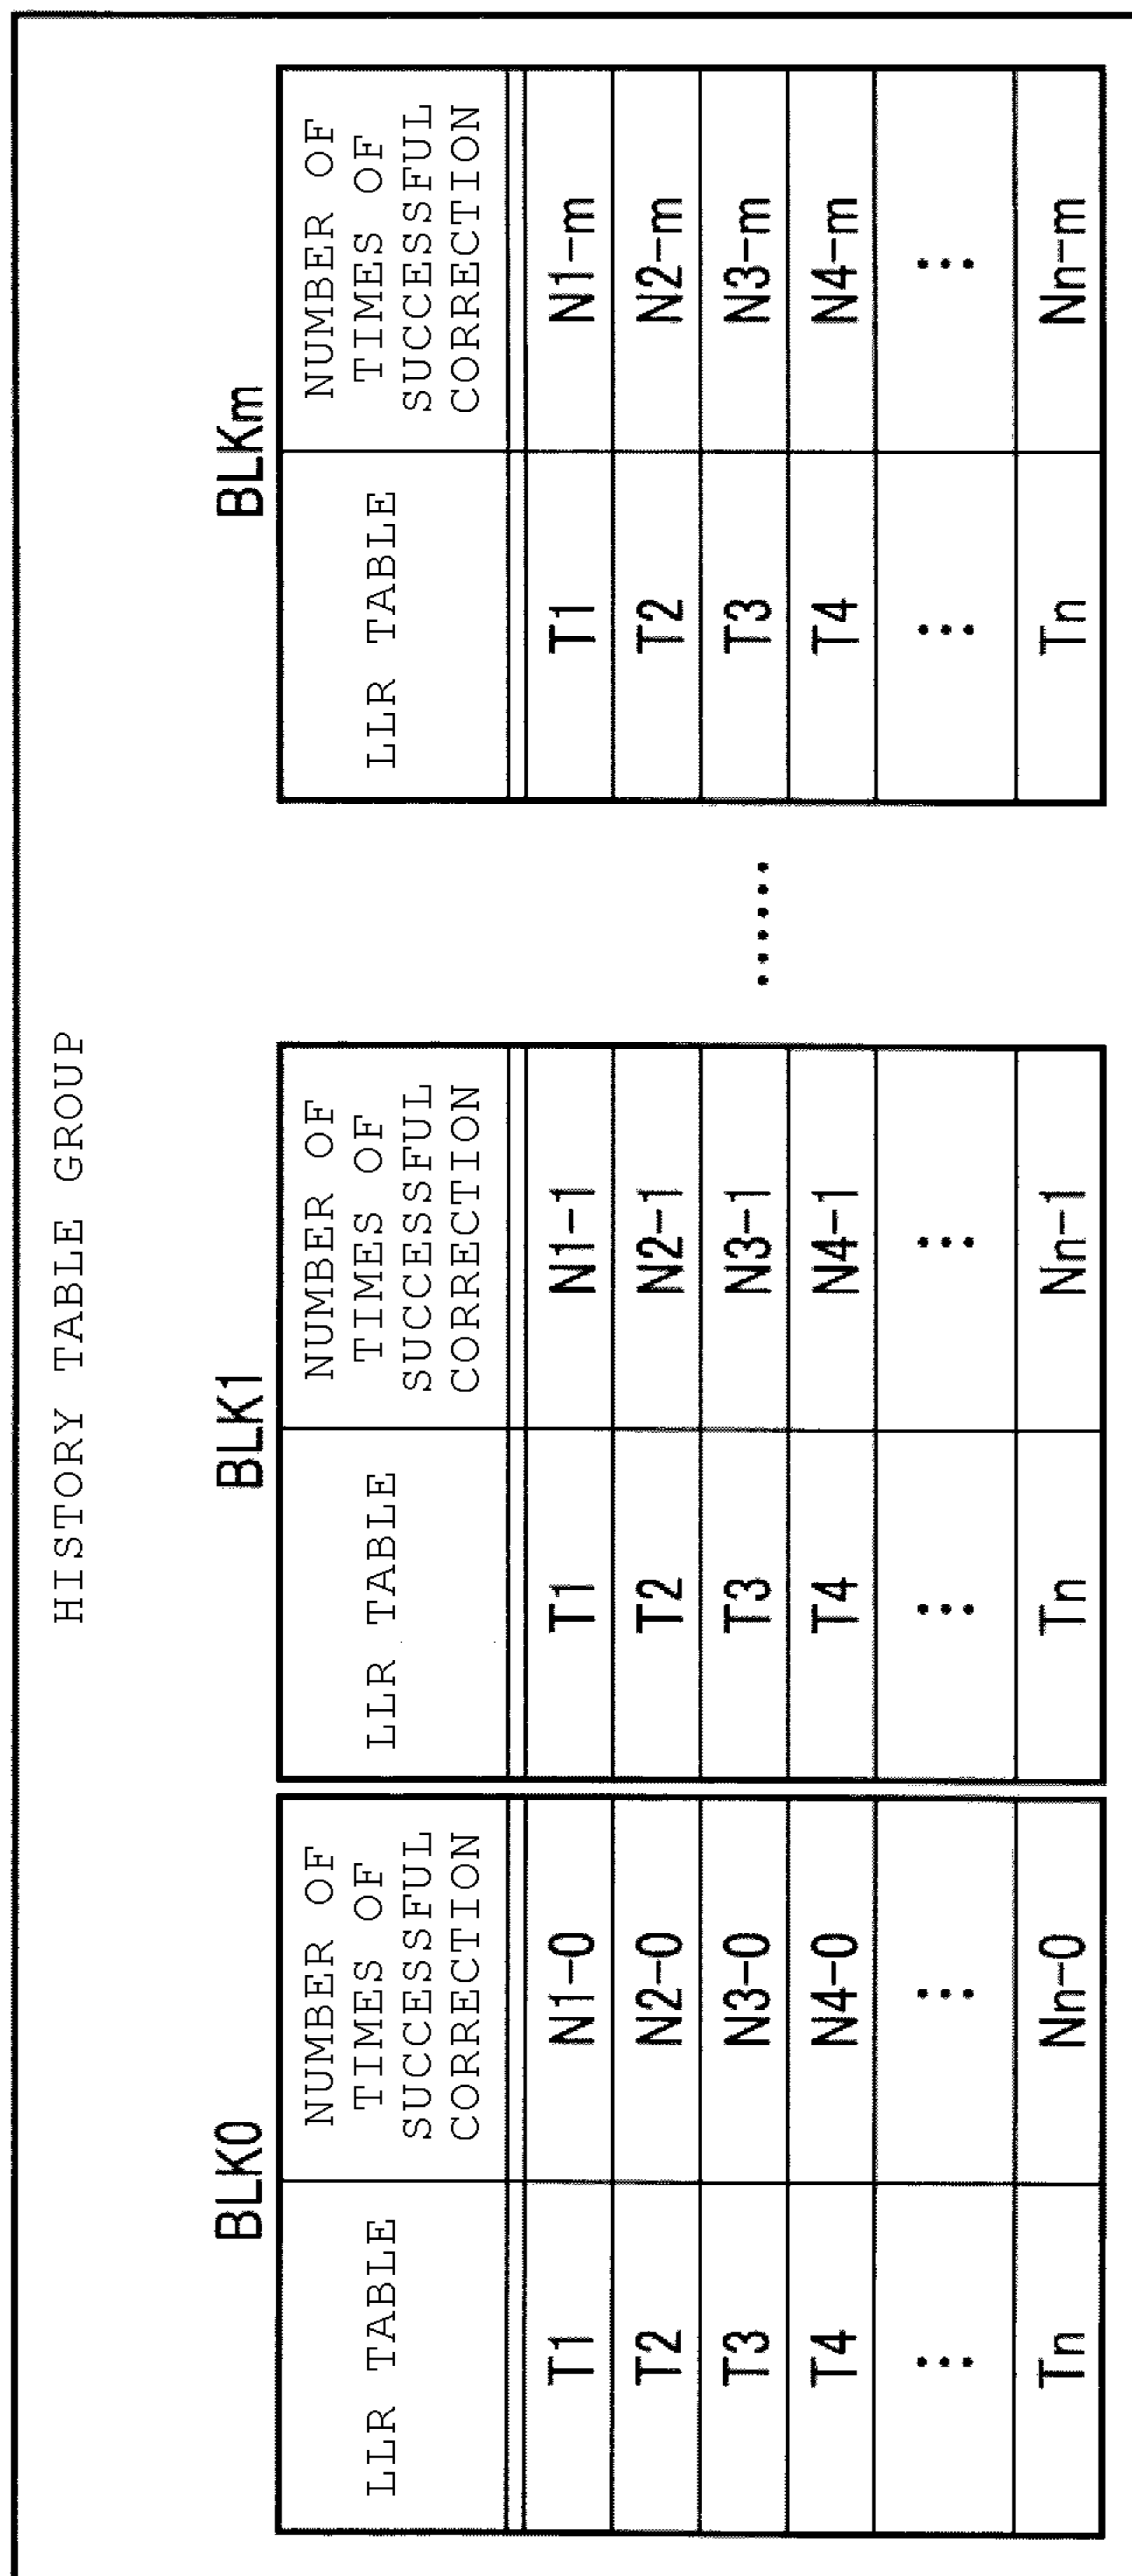 HISTORY TABLE GROUP
BLK0
LLR TABLE
NUMBER OF
TIMES OF
SUCCESSFUL
CORRECTION
T1 N1-0
T2 N2-0
T3 N3-0
T4 N4-0
⋮ ⋮
Tn Nn-0
BLK1
LLR TABLE
NUMBER OF
TIMES OF
SUCCESSFUL
CORRECTION
T1 N1-1
T2 N2-1
T3 N3-1
T4 N4-1
⋮ ⋮
Tn Nn-1
......
BLKm
LLR TABLE
NUMBER OF
TIMES OF
SUCCESSFUL
CORRECTION
T1 N1-m
T2 N2-m
T3 N3-m
T4 N4-m
⋮ ⋮
Tn Nn-m